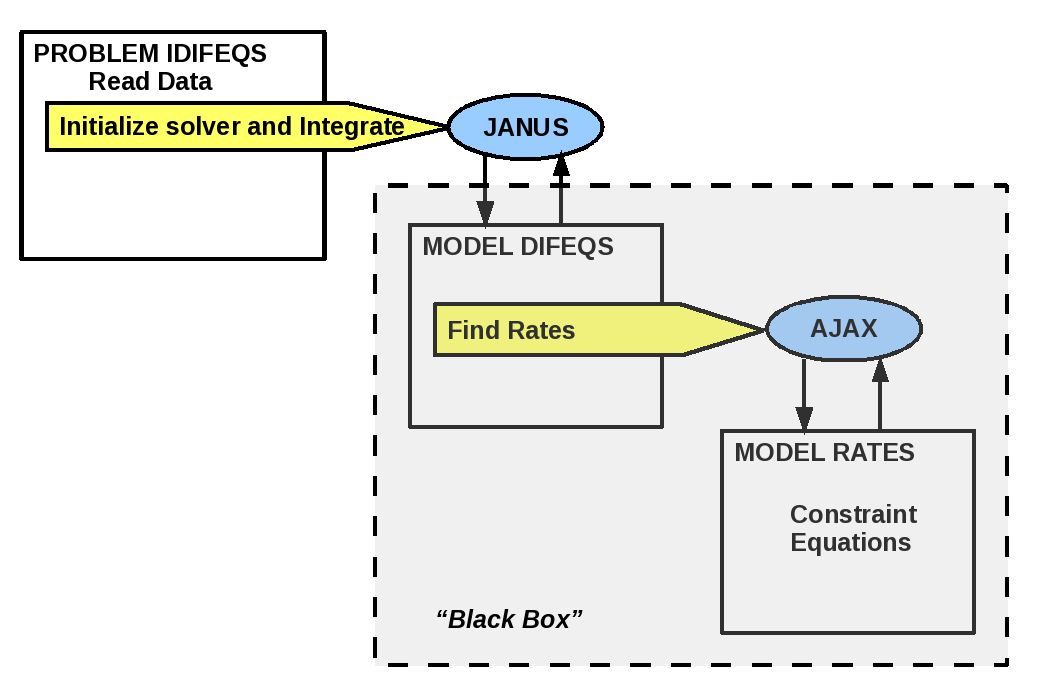 PROBLEM IDIFEQS
Read Data
Initialize solver and Integrate
JANUS
MODEL DIFEQS
Find Rates
AJAX
MODEL RATES
Constraint
Equations
“Black Box”